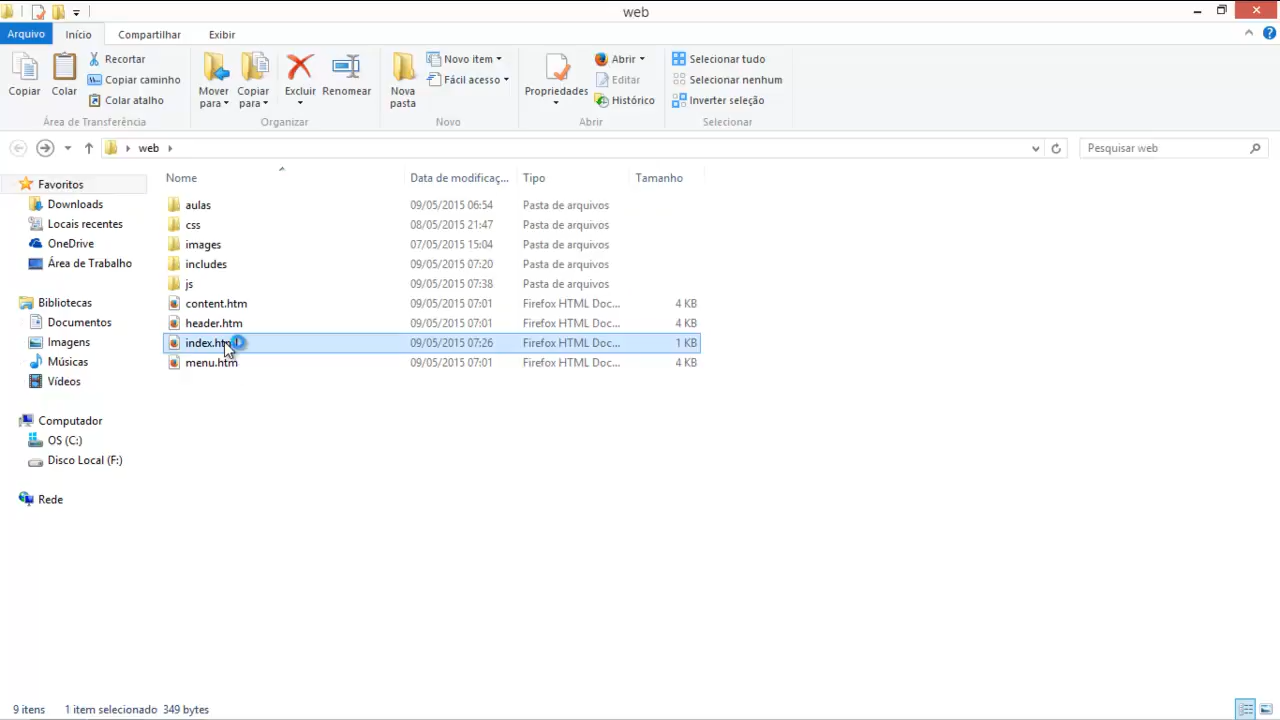 web
Arquivo Início Compartilhar Exibir
Copiar Colar Recortar Copiar caminho Colar atalho
Área de Transferência
Mover para Copiar para Excluir Renomear
Organizar
Nova pasta Novo item Fácil acesso
Novo
Propriedades Abrir Editar Histórico
Abrir
Selecionar tudo Selecionar nenhum Inverter seleção
Selecionar
web Pesquisar web
Nome Data de modificaç... Tipo Tamanho
Favoritos
Downloads
Locais recentes
OneDrive
Área de Trabalho
Bibliotecas
Documentos
Imagens
Músicas
Vídeos
Computador
OS (C:)
Disco Local (F:)
Rede
aulas 09/05/2015 06:54 Pasta de arquivos
css 08/05/2015 21:47 Pasta de arquivos
images 07/05/2015 15:04 Pasta de arquivos
includes 09/05/2015 07:20 Pasta de arquivos
js 09/05/2015 07:38 Pasta de arquivos
content.htm 09/05/2015 07:01 Firefox HTML Doc... 4 KB
header.htm 09/05/2015 07:01 Firefox HTML Doc... 4 KB
index.htm 09/05/2015 07:26 Firefox HTML Doc... 1 KB
menu.htm 09/05/2015 07:01 Firefox HTML Doc... 4 KB
9 itens 1 item selecionado 349 bytes